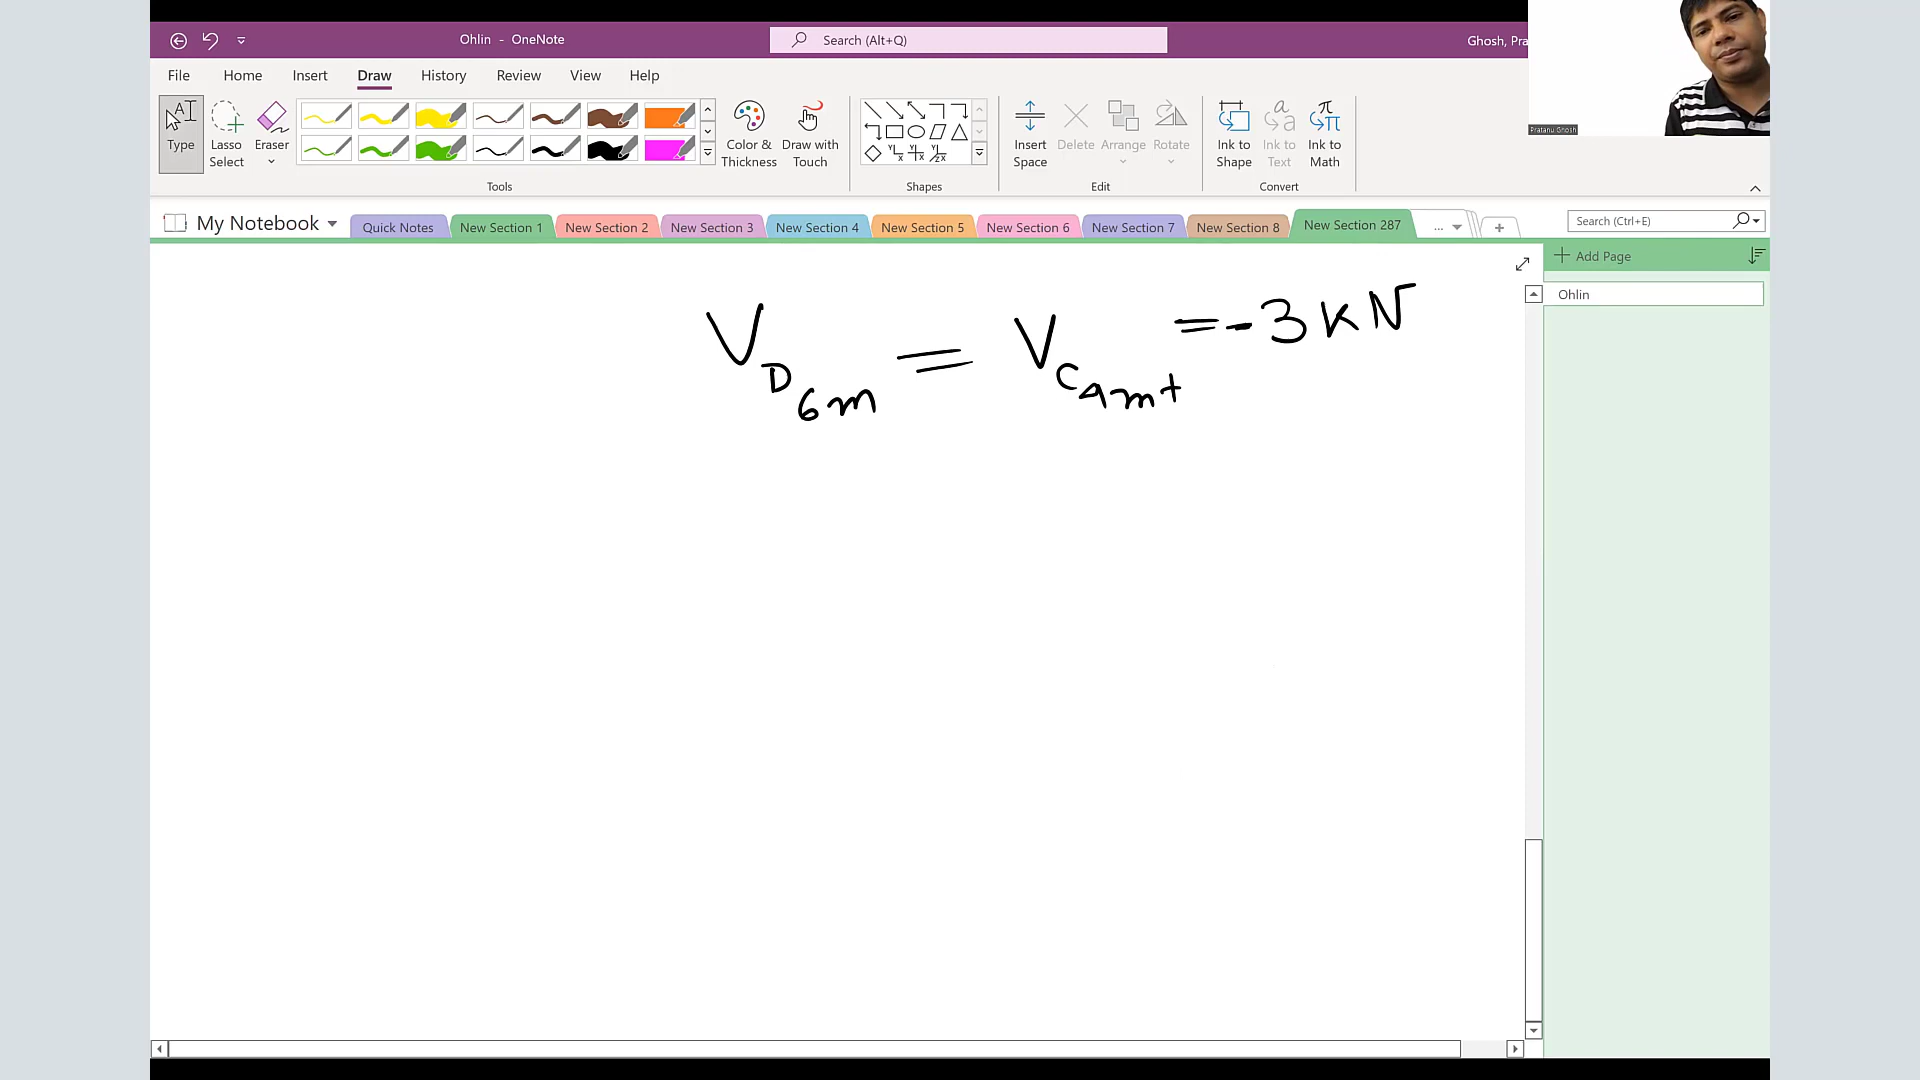 Ohlin - OneNote
Search (Alt+Q)
Ghosh, Pra
File Home Insert Draw History Review View Help
Type
Lasso Select
Eraser
Color & Thickness
Draw with Touch
Insert Space
Delete
Arrange
Rotate
Ink to Shape
Ink to Text
Ink to Math
Tools
Shapes
Edit
Convert
Pratanu Ghosh
My Notebook
Quick Notes
New Section 1
New Section 2
New Section 3
New Section 4
New Section 5
New Section 6
New Section 7
New Section 8
New Section 287
...
Search (Ctrl+E)
Add Page
Ohlin
V D 6m = V C 4m+ = -3 KN